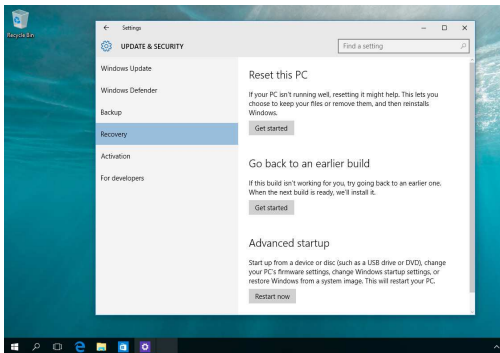 Recycle Bin
Settings
UPDATE & SECURITY
Find a setting
Windows Update
Windows Defender
Backup
Recovery
Activation
For developers
Reset this PC
If your PC isn't running well, resetting it might help. This lets you
choose to keep your files or remove them, and then reinstalls
Windows.
Get started
Go back to an earlier build
If this build isn't working for you, try going back to an earlier one.
When the next build is ready, we'll install it.
Get started
Advanced startup
Start up from a device or disc (such as a USB drive or DVD), change
your PC's firmware settings, change Windows startup settings, or
restore Windows from a system image. This will restart your PC.
Restart now